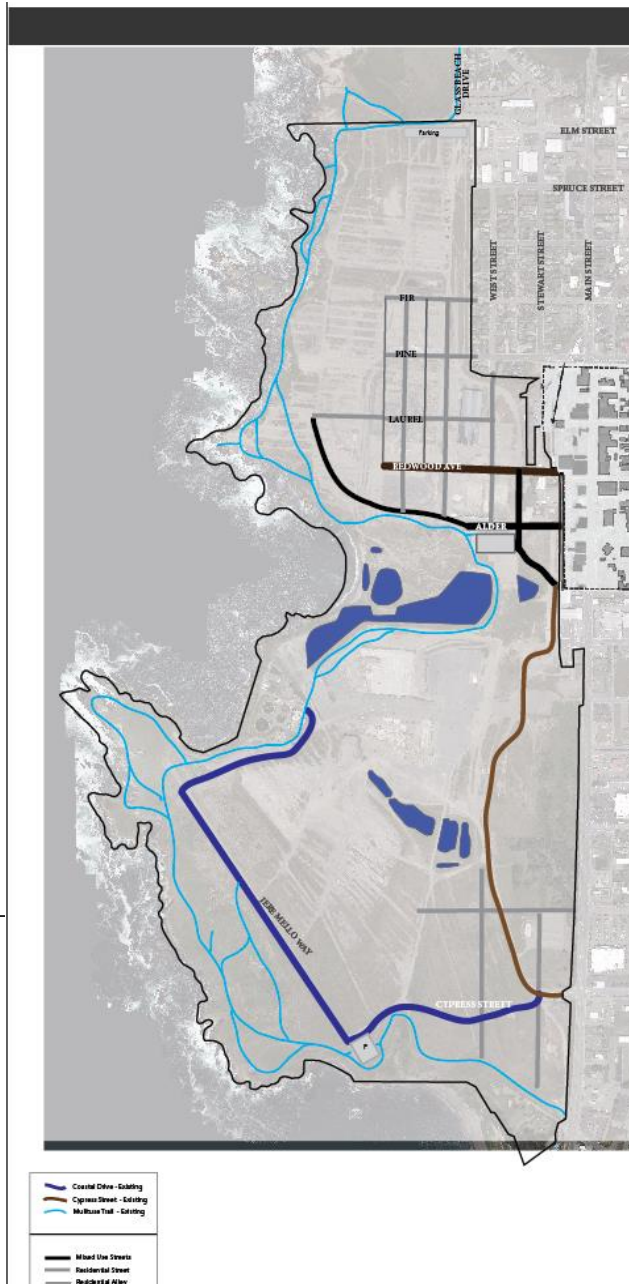 GLASS BEACH
DRIVE
Parking
ELM STREET
SPRUCE STREET
WEST STREET
STEWART STREET
MAIN STREET
FIR
PINE
LAUREL
REDWOOD AVE
ALDER
JERE MELLO WAY
CYPRESS STREET
P
Coastal Drive - Existing
Cypress Street - Existing
Multiuse Trail - Existing
Mixed Use Streets
Residential Street
Residential Alley